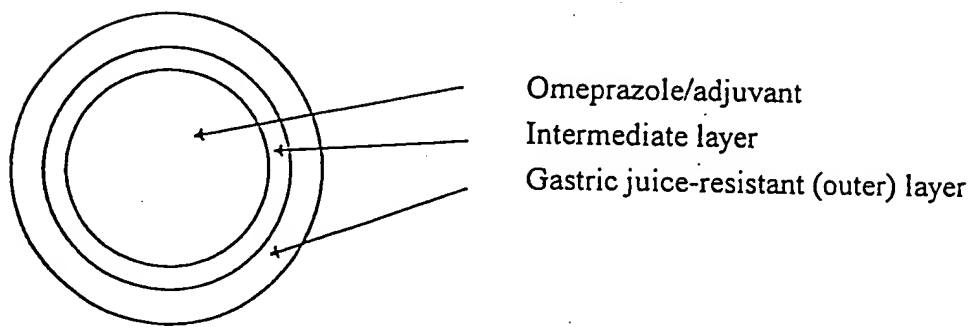 Omeprazole/adjuvant
Intermediate layer
Gastric juice-resistant (outer) layer